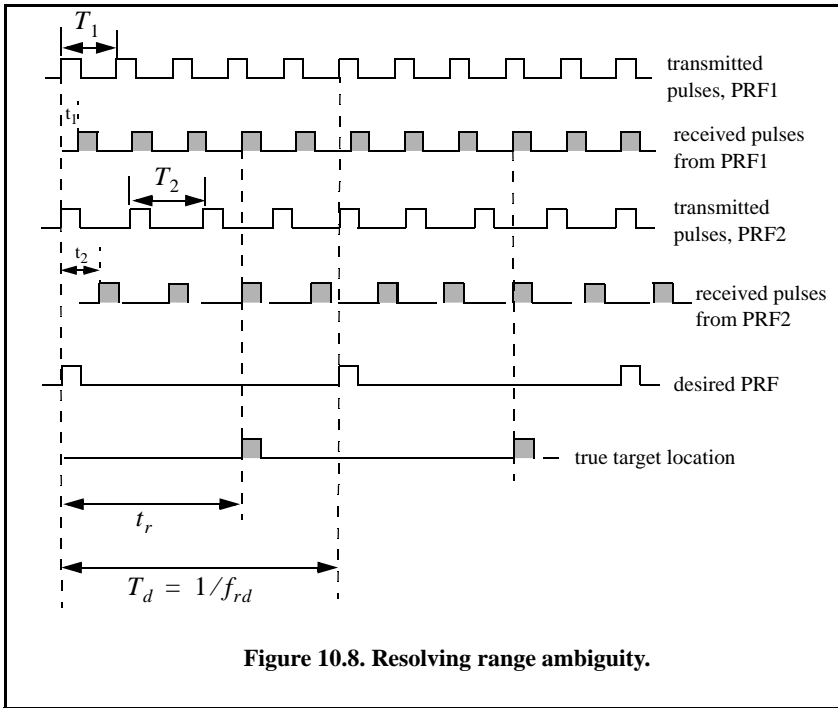 T1
transmitted
pulses, PRF1
t1
received pulses
from PRF1
T2
transmitted
pulses, PRF2
t2
received pulses
from PRF2
desired PRF
true target location
tr
Td = 1/frd
Figure 10.8. Resolving range ambiguity.